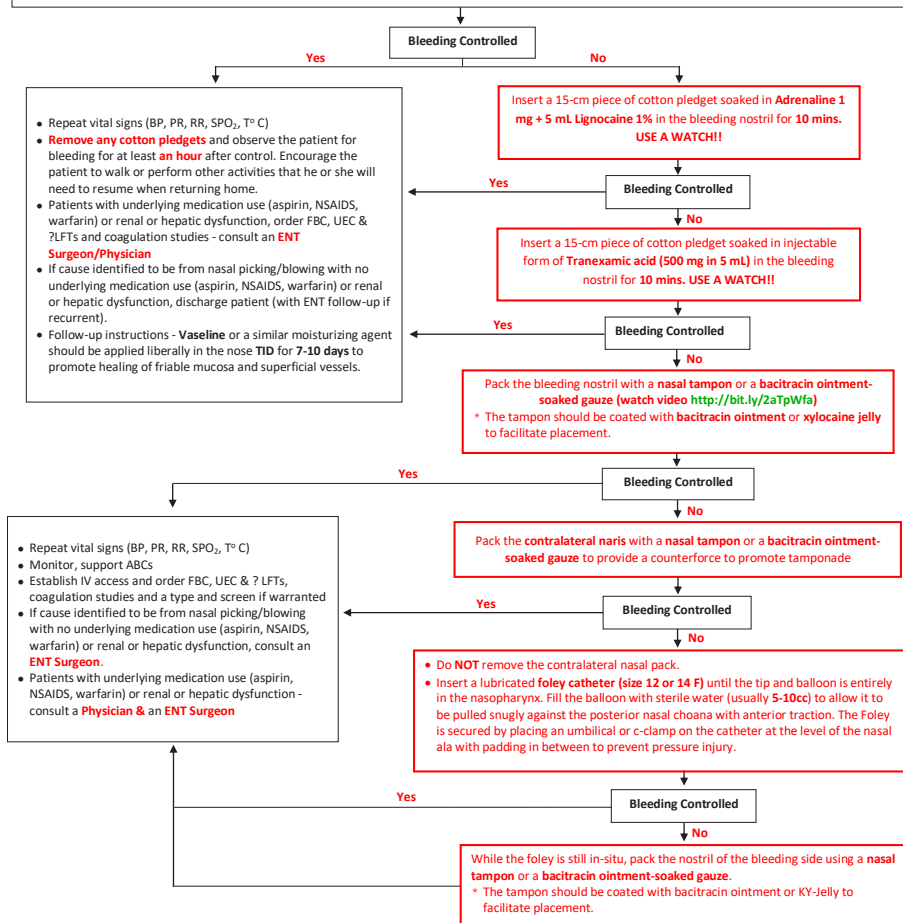 Bleeding Controlled
Yes
No
Insert a 15-cm piece of cotton pledget soaked in Adrenaline 1
mg + 5 mL Lignocaine 1% in the bleeding nostril for 10 mins.
USE A WATCH!!
• Repeat vital signs (BP, PR, RR, SPO₂, Tº C)
• Remove any cotton pledgets and observe the patient for
bleeding for at least an hour after control. Encourage the
patient to walk or perform other activities that he or she will
need to resume when returning home.
• Patients with underlying medication use (aspirin, NSAIDS,
warfarin) or renal or hepatic dysfunction, order FBC, UEC &
?LFTs and coagulation studies - consult an ENT
Surgeon/Physician
• If cause identified to be from nasal picking/blowing with no
underlying medication use (aspirin, NSAIDS, warfarin) or renal
or hepatic dysfunction, discharge patient (with ENT follow-up if
recurrent).
• Follow-up instructions - Vaseline or a similar moisturizing agent
should be applied liberally in the nose TID for 7-10 days to
promote healing of friable mucosa and superficial vessels.
Yes
Bleeding Controlled
No
Insert a 15-cm piece of cotton pledget soaked in injectable
form of Tranexamic acid (500 mg in 5 mL) in the bleeding
nostril for 10 mins. USE A WATCH!!
Yes
Bleeding Controlled
No
Pack the bleeding nostril with a nasal tampon or a bacitracin ointment-
soaked gauze (watch video http://bit.ly/2aTpWfa)
* The tampon should be coated with bacitracin ointment or xylocaine jelly
to facilitate placement.
Yes
Bleeding Controlled
No
Pack the contralateral naris with a nasal tampon or a bacitracin ointment-
soaked gauze to provide a counterforce to promote tamponade
• Repeat vital signs (BP, PR, RR, SPO₂, Tº C)
• Monitor, support ABCs
• Establish IV access and order FBC, UEC & ? LFTs,
coagulation studies and a type and screen if warranted
• If cause identified to be from nasal picking/blowing
with no underlying medication use (aspirin, NSAIDS,
warfarin) or renal or hepatic dysfunction, consult an
ENT Surgeon.
• Patients with underlying medication use (aspirin,
NSAIDS, warfarin) or renal or hepatic dysfunction -
consult a Physician & an ENT Surgeon
Yes
Bleeding Controlled
No
• Do NOT remove the contralateral nasal pack.
• Insert a lubricated foley catheter (size 12 or 14 F) until the tip and balloon is entirely
in the nasopharynx. Fill the balloon with sterile water (usually 5-10cc) to allow it to
be pulled snugly against the posterior nasal choana with anterior traction. The Foley
is secured by placing an umbilical or c-clamp on the catheter at the level of the nasal
ala with padding in between to prevent pressure injury.
Yes
Bleeding Controlled
No
While the foley is still in-situ, pack the nostril of the bleeding side using a nasal
tampon or a bacitracin ointment-soaked gauze.
* The tampon should be coated with bacitracin ointment or KY-Jelly to
facilitate placement.